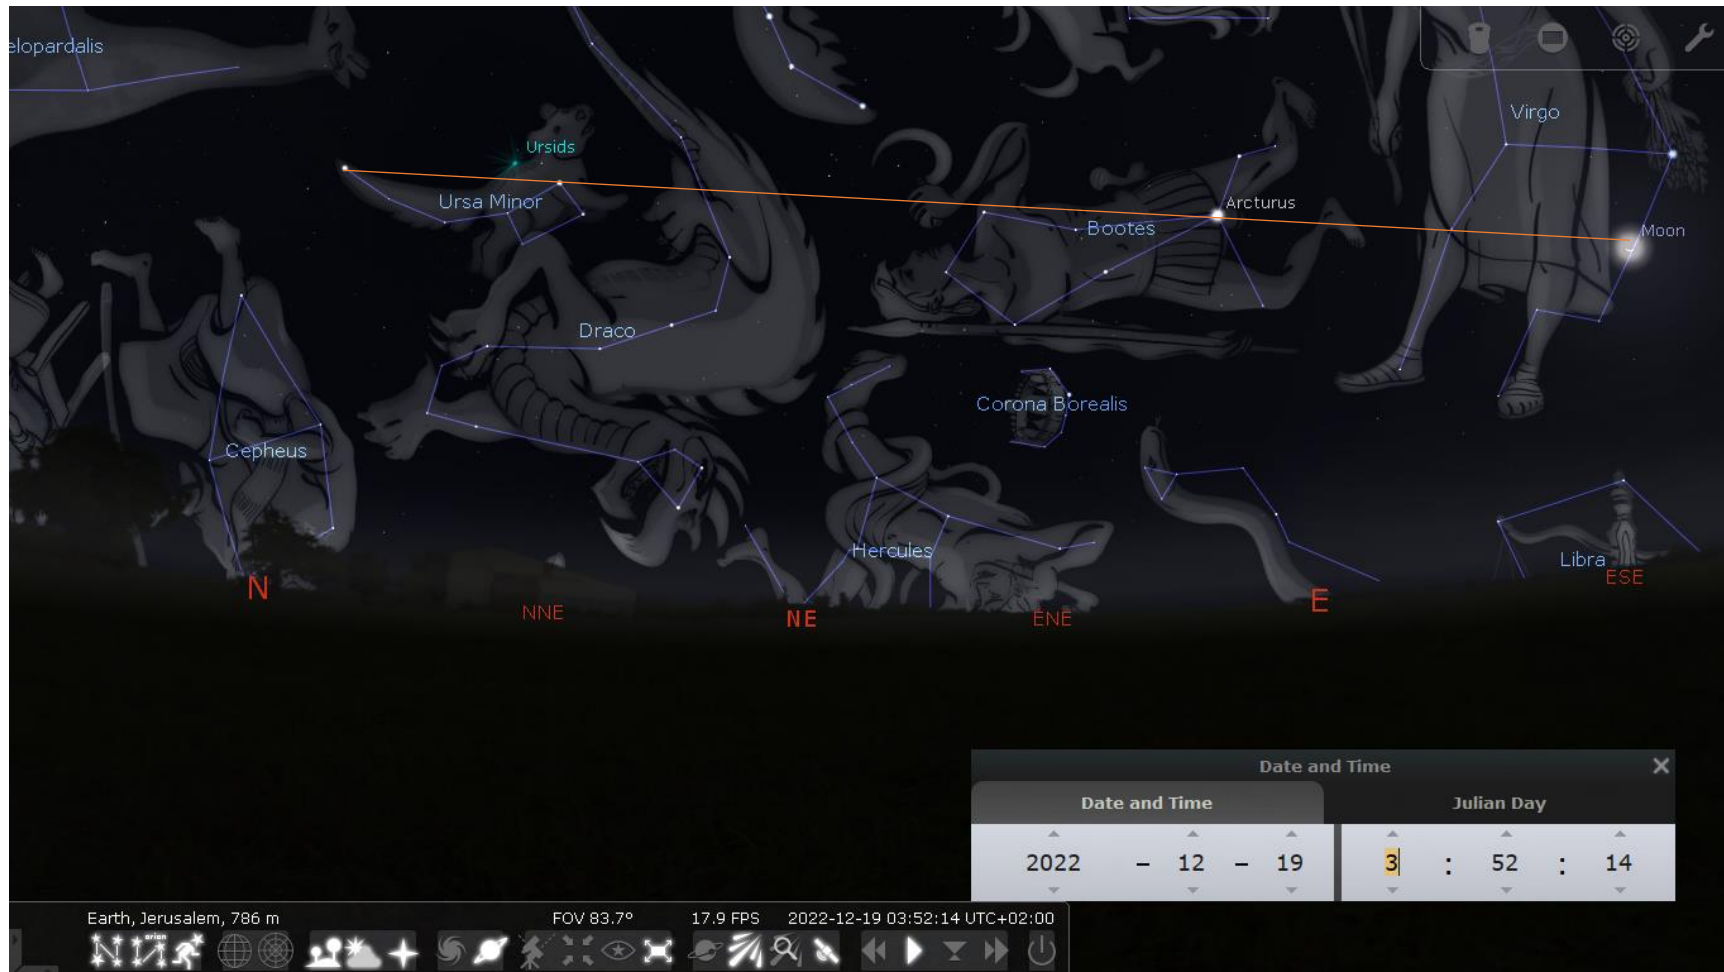 elopardalis
Virgo
Ursids
Ursa Minor
Arcturus
Bootes
Moon
Draco
Corona Borealis
Cepheus
Hercules
Libra
ESE
N
NNE
NE
ENE
E
Date and Time
Date and Time
Julian Day
2022 – 12 – 19 3 : 52 : 14
Earth, Jerusalem, 786 m FOV 83.7° 17.9 FPS 2022-12-19 03:52:14 UTC+02:00